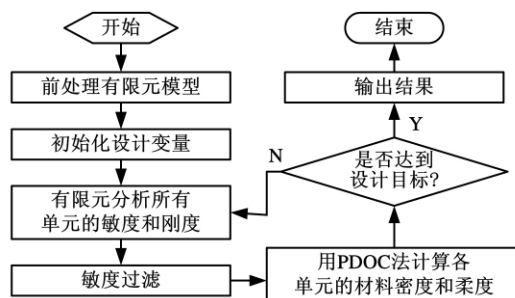 开始
前处理有限元模型
初始化设计变量
有限元分析所有
单元的敏度和刚度
敏度过滤
用PDOC法计算各
单元的材料密度和柔度
是否达到
设计目标?
N
Y
输出结果
结束